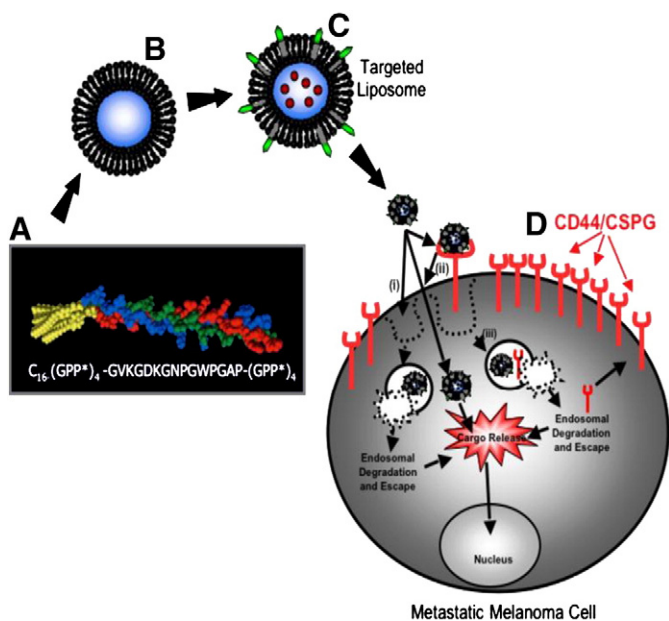 A
B
C
Targeted
Liposome
D
CD44/CSPG
C16-(GPP*)4-GVKGDKGNPGWPGAP-(GPP*)4
(i)
(ii)
(iii)
Cargo Release
Endosomal
Degradation
and Escape
Endosomal
Degradation
and Escape
Nucleus
Metastatic Melanoma Cell